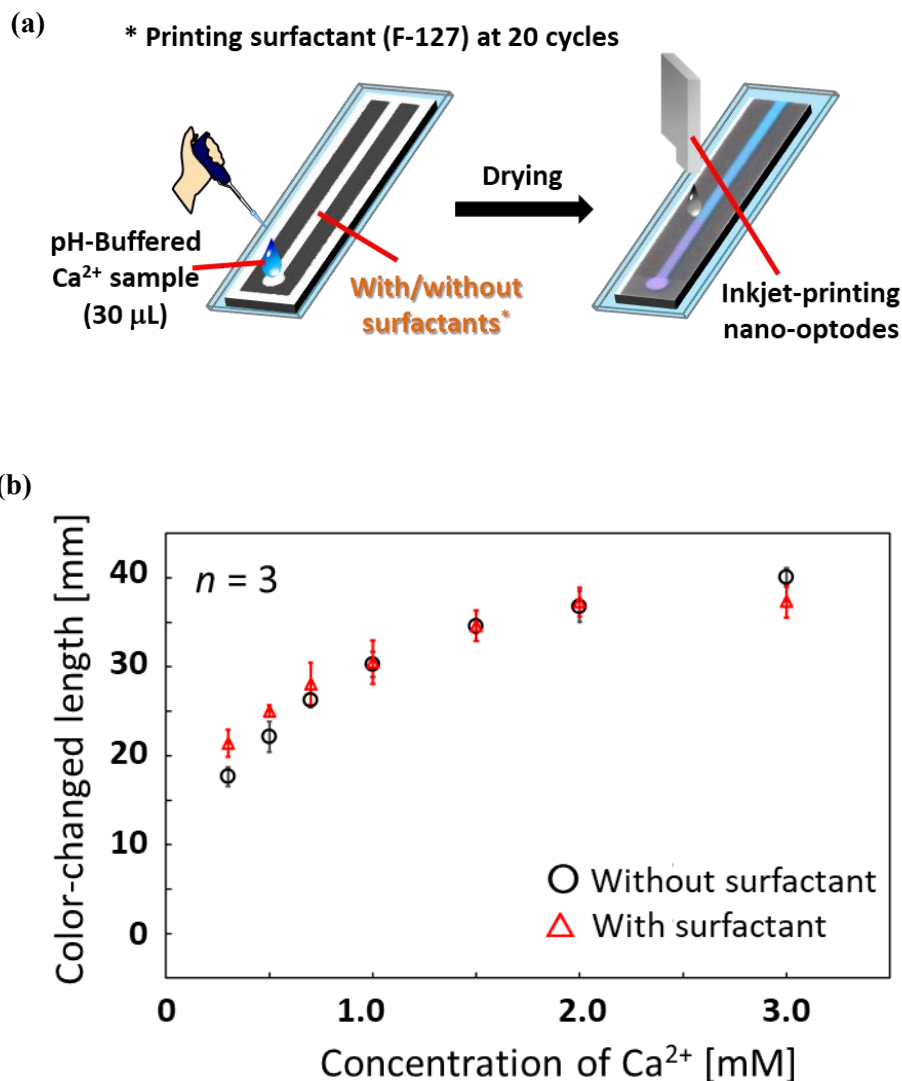 (a)
* Printing surfactant (F-127) at 20 cycles
Drying
pH-Buffered
Ca²⁺ sample
(30 μL)
With/without
surfactants*
Inkjet-printing
nano-optodes
(b)
Color-changed length [mm]
n = 3
40
30
20
10
0
Without surfactant
With surfactant
0
1.0
2.0
3.0
Concentration of Ca²⁺ [mM]